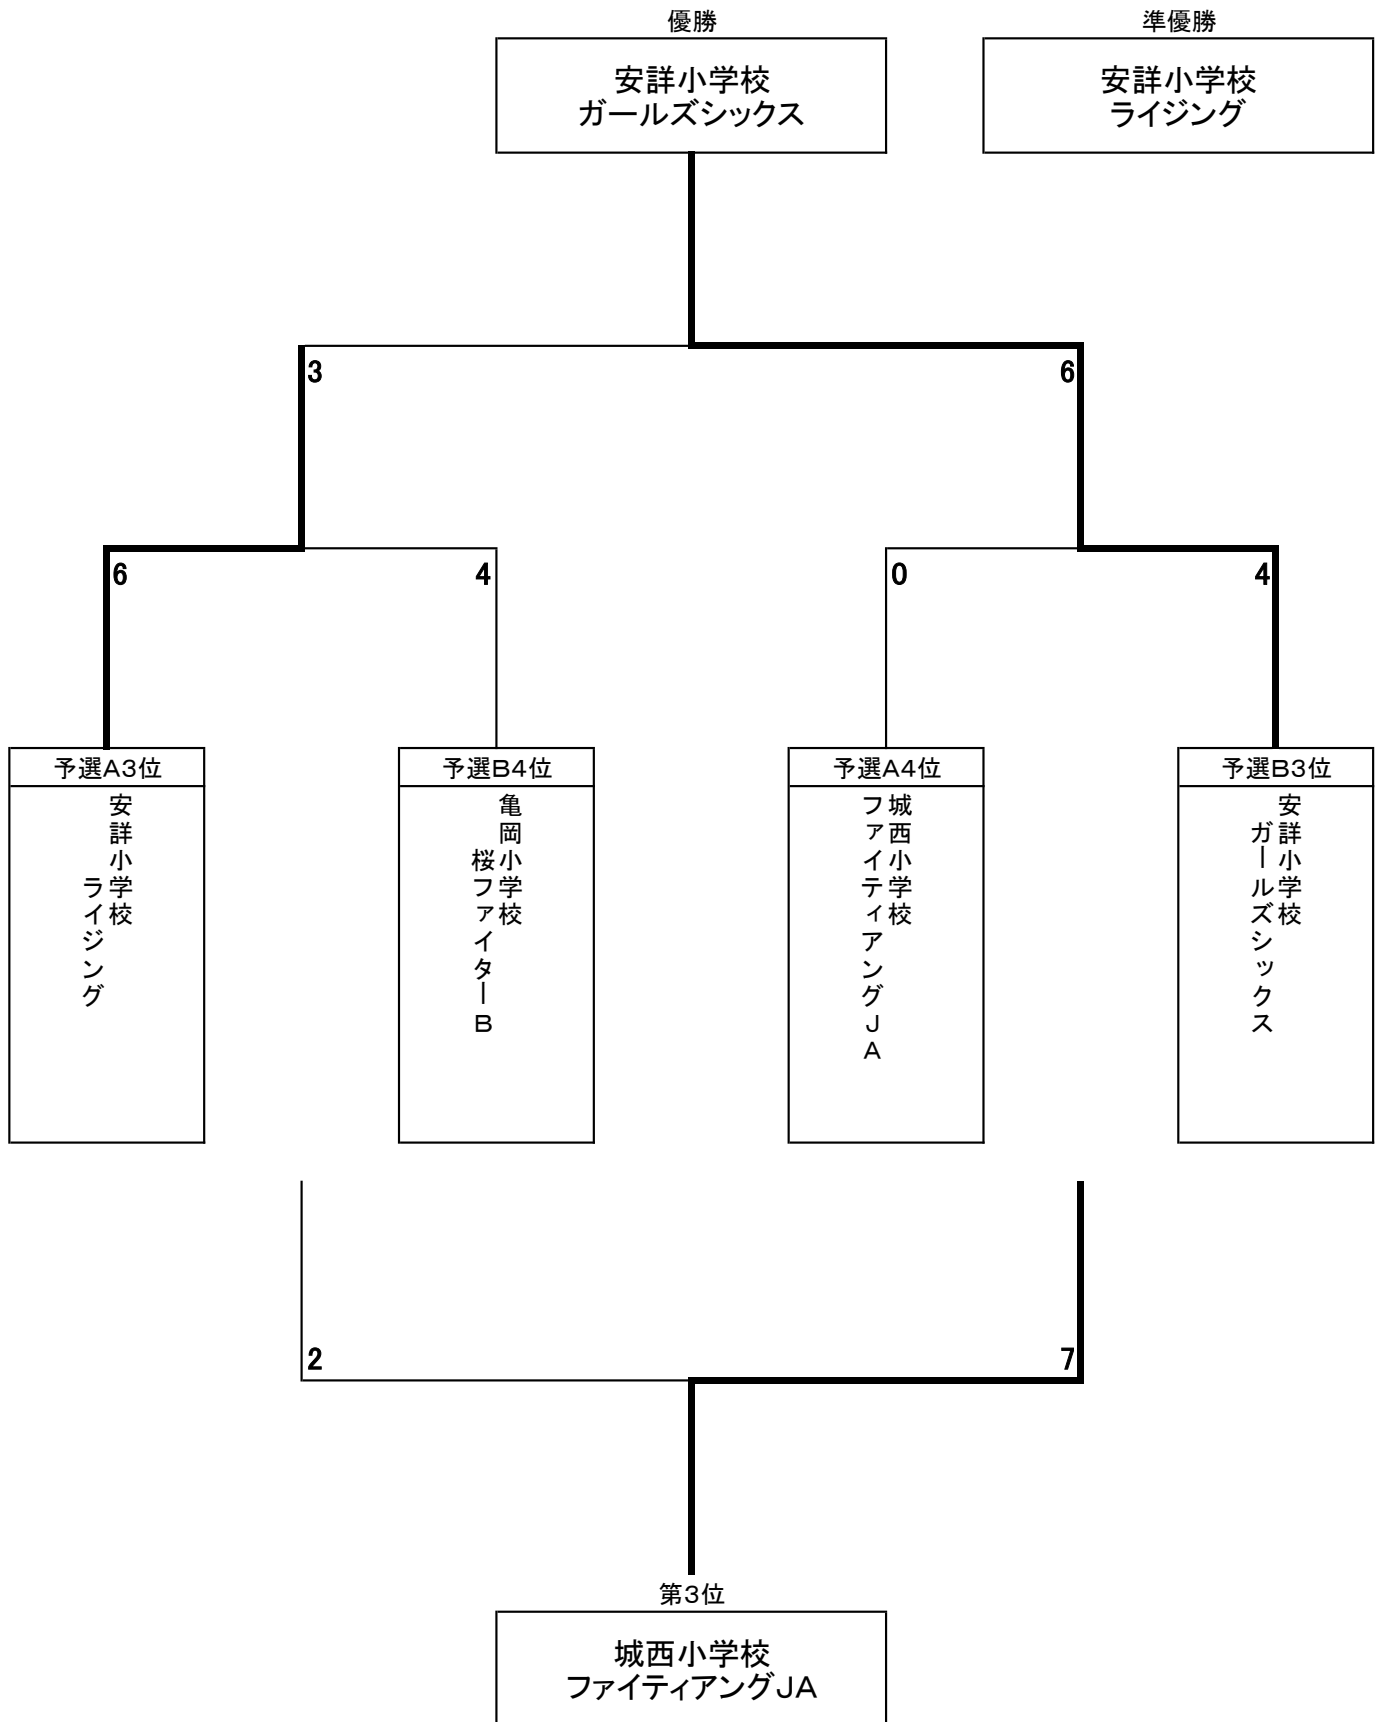 優勝
準優勝
安詳小学校
ガールズシックス
安詳小学校
ライジング
3
6
6
4
0
4
予選A3位
予選B4位
予選A4位
予選B3位
安詳小学校
ライジング
亀岡小学校
桜ファイターB
城西小学校
ファイティアングJA
安詳小学校
ガールズシックス
2
7
第3位
城西小学校
ファイティアングJA